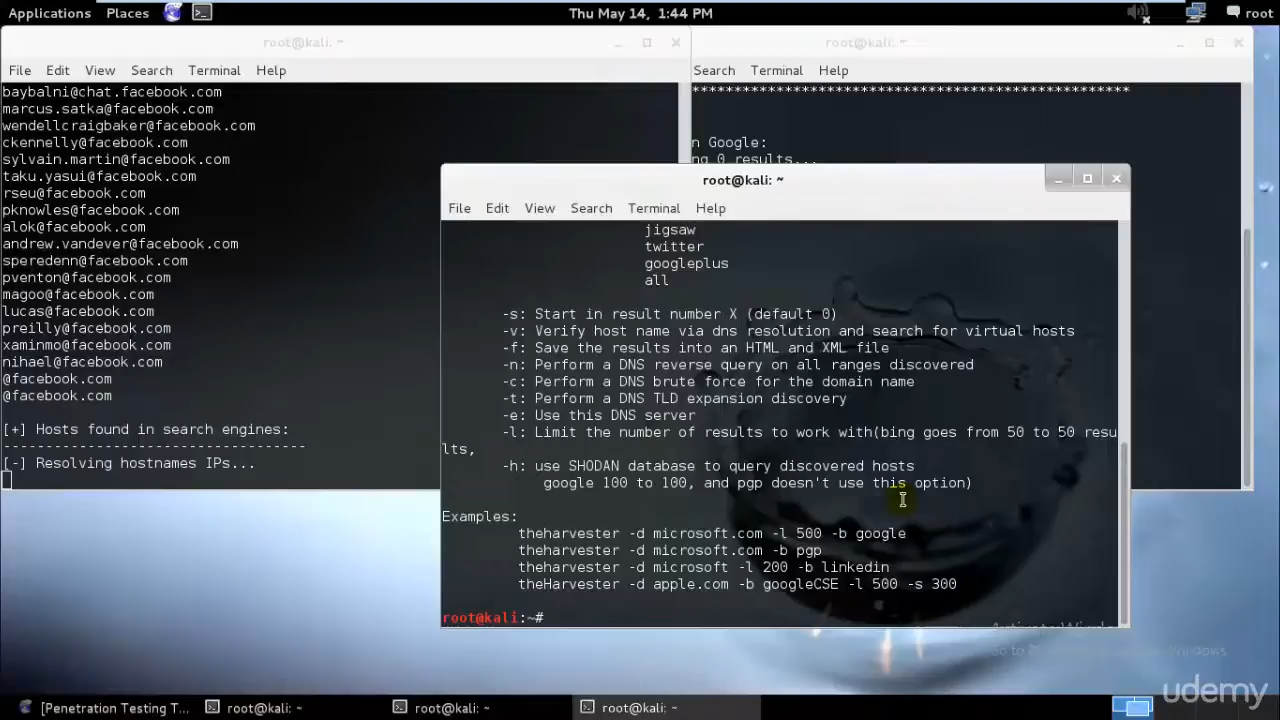 Applications Places Thu May 14, 1:44 PM root
root@kali: ~
File Edit View Search Terminal Help
baybalni@chat.facebook.com
marcus.satka@facebook.com
wendellcraigbaker@facebook.com
ckennelly@facebook.com
sylvain.martin@facebook.com
taku.yasui@facebook.com
rseu@facebook.com
pknowles@facebook.com
alok@facebook.com
andrew.vandever@facebook.com
speredenn@facebook.com
pventon@facebook.com
magoo@facebook.com
lucas@facebook.com
preilly@facebook.com
xaminmo@facebook.com
nihael@facebook.com
@facebook.com
@facebook.com
[+] Hosts found in search engines:
------------------------------------
[-] Resolving hostnames IPs...
root@kali: ~
Search Terminal Help
****************************************************
n Google:
ng 0 results...
root@kali: ~
File Edit View Search Terminal Help
jigsaw
twitter
googleplus
all
-s: Start in result number X (default 0)
-v: Verify host name via dns resolution and search for virtual hosts
-f: Save the results into an HTML and XML file
-n: Perform a DNS reverse query on all ranges discovered
-c: Perform a DNS brute force for the domain name
-t: Perform a DNS TLD expansion discovery
-e: Use this DNS server
-l: Limit the number of results to work with(bing goes from 50 to 50 resu
lts,
-h: use SHODAN database to query discovered hosts
google 100 to 100, and pgp doesn't use this option)
Examples:
theharvester -d microsoft.com -l 500 -b google
theharvester -d microsoft.com -b pgp
theharvester -d microsoft -l 200 -b linkedin
theHarvester -d apple.com -b googleCSE -l 500 -s 300
root@kali:~#
Go to Windows
udemy
[Penetration Testing T... root@kali: ~ root@kali: ~ root@kali: ~